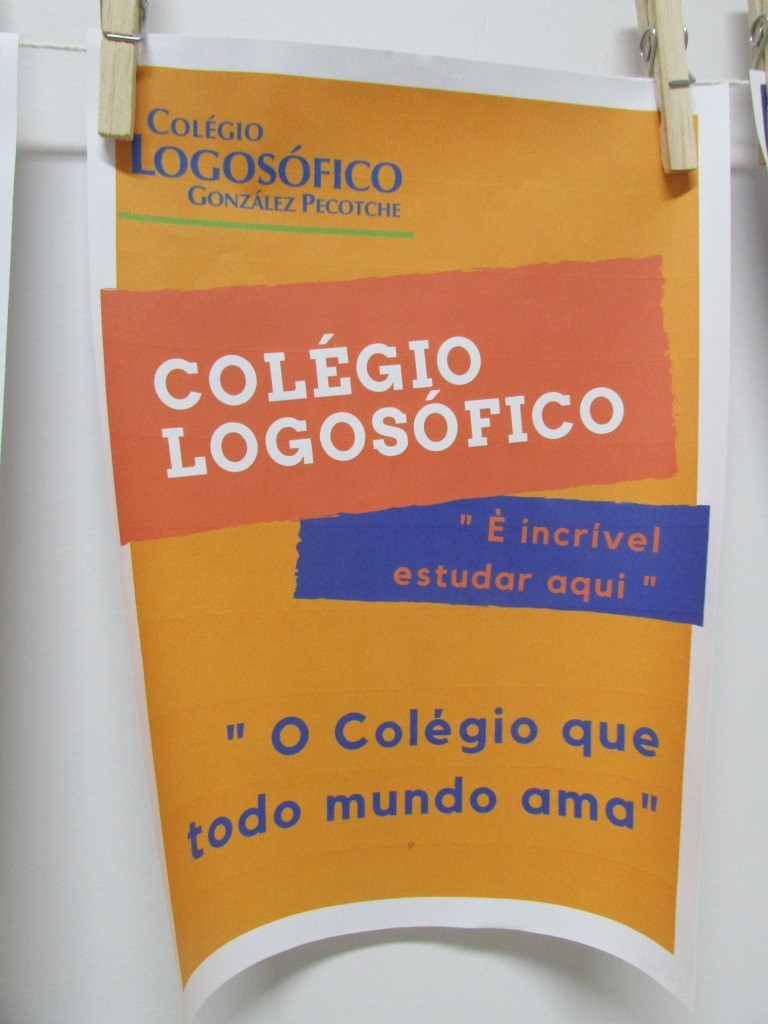 COLÉGIO
LOGOSÓFICO
GONZÁLEZ PECOTCHE
COLÉGIO
LOGOSÓFICO
" È incrível
estudar aqui "
" O Colégio que
todo mundo ama"
"